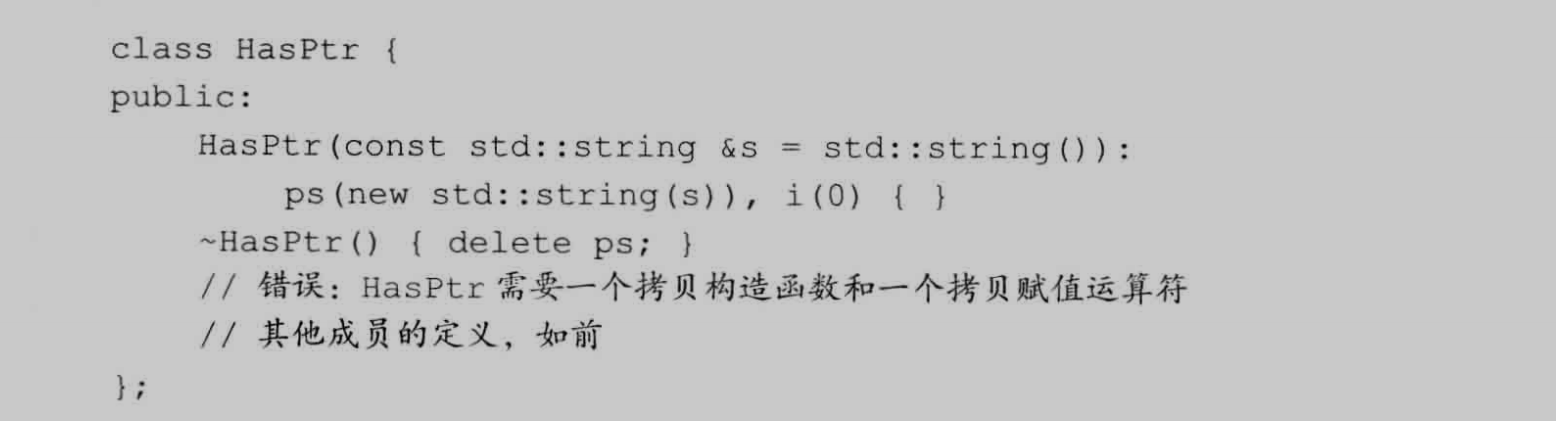 class HasPtr {
public:
HasPtr(const std::string &s = std::string()):
ps(new std::string(s)), i(0) { }
~HasPtr() { delete ps; }
// 错误：HasPtr 需要一个拷贝构造函数和一个拷贝赋值运算符
// 其他成员的定义，如前
};